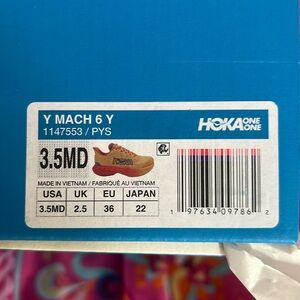 Y MACH 6 Y
1147553 / PYS
HOKA ONE ONE
3.5MD
MADE IN VIETNAM / FABRIQUÉ AU VIETNAM
USA UK EU JAPAN
3.5MD 2.5 36 22
1 97634 09786 2